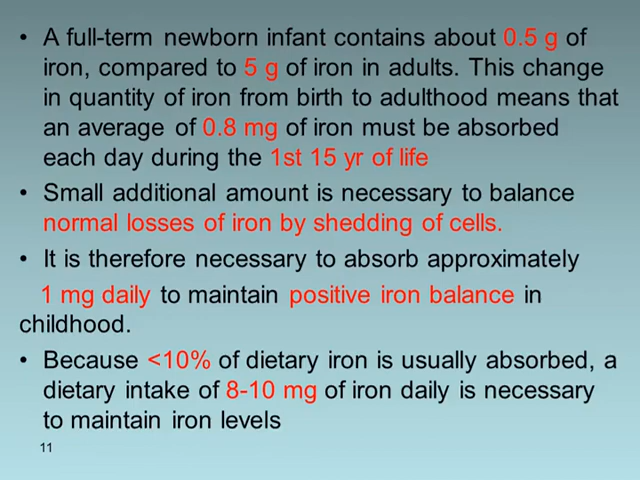 • A full-term newborn infant contains about 0.5 g of
iron, compared to 5 g of iron in adults. This change
in quantity of iron from birth to adulthood means that
an average of 0.8 mg of iron must be absorbed
each day during the 1st 15 yr of life
• Small additional amount is necessary to balance
normal losses of iron by shedding of cells.
• It is therefore necessary to absorb approximately
1 mg daily to maintain positive iron balance in
childhood.
• Because <10% of dietary iron is usually absorbed, a
dietary intake of 8-10 mg of iron daily is necessary
to maintain iron levels
11